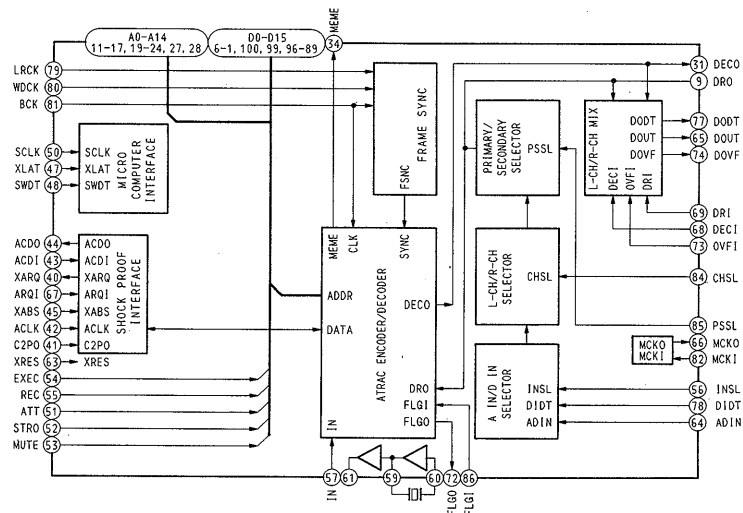 A0-A14
11-17, 19-24, 27, 28
D0-D15
6-1, 100, 99, 96-89
34 MEME
LRCK 79
WDCK 80
BCK 81
SCLK 50 SCLK
XLAT 47 XLAT
SWDT 48 SWDT
MICRO
COMPUTER
INTERFACE
ACDO 44 ACDO
ACDI 43 ACDI
XARQ 40 XARQ
ARQI 67 ARQI
XABS 45 XABS
ACLK 42 ACLK
C2PO 41 C2PO
SHOCK PROOF
INTERFACE
XRES 63 XRES
EXEC 54
REC 55
ATT 51
STRO 52
MUTE 53
FRAME SYNC
FSNC
MEME
CLK
SYNC
ADDR
DATA
ATRAC ENCODER/DECODER
DECO
DRO
FLGI
FLGO
IN
57 IN
61
59
60
72 FLGO
86 FLGI
PRIMARY/
SECONDARY
SELECTOR
PSSL
L-CH/R-CH
SELECTOR
CHSL
A IN/D IN
SELECTOR
INSL
DIDT
ADIN
L-CH/R-CH MIX
DODT
DOUT
DOVF
DECI
OVFI
DRI
31 DECO
9 DRO
77 DODT
65 DOUT
74 DOVF
69 DRI
68 DECI
73 OVFI
84 CHSL
85 PSSL
MCKO 66 MCKO
MCKI 82 MCKI
56 INSL
78 DIDT
64 ADIN